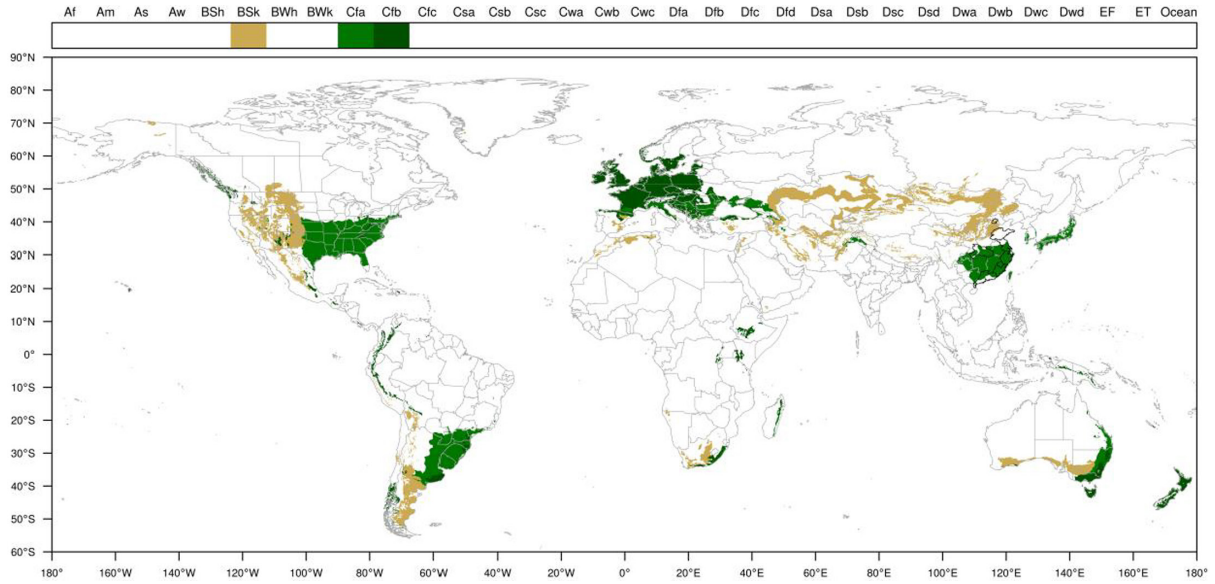 Af Am As Aw BSh BSk BWh BWk Cfa Cfb Cfc Csa Csb Csc Cwa Cwb Cwc Dfa Dfb Dfc Dfd Dsa Dsb Dsc Dsd Dwa Dwb Dwc Dwd EF ET Ocean
90°N
80°N
70°N
60°N
50°N
40°N
30°N
20°N
10°N
0°
10°S
20°S
30°S
40°S
50°S
60°S
180° 160°W 140°W 120°W 100°W 80°W 60°W 40°W 20°W 0° 20°E 40°E 60°E 80°E 100°E 120°E 140°E 160°E 180°